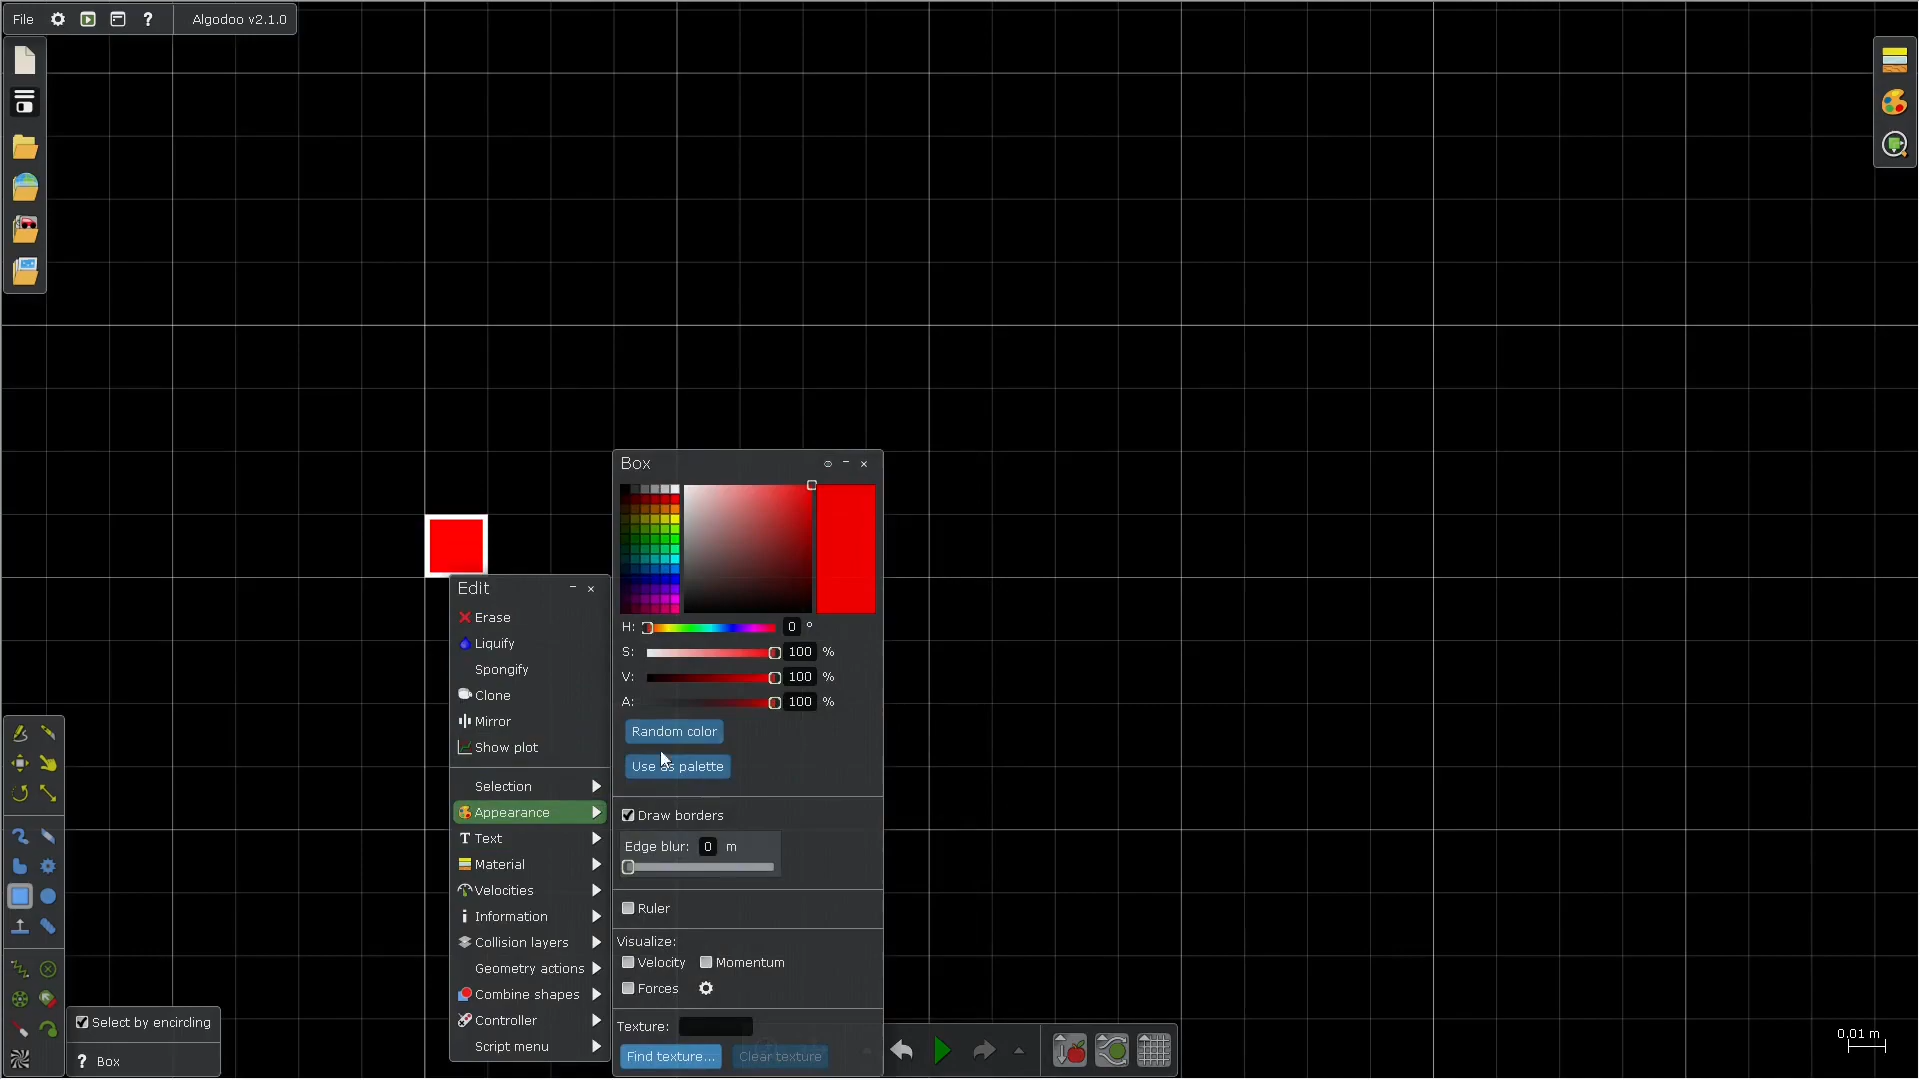 File
?
Algodoo v2.1.0
Box
H: 0 °
S: 100 %
V: 100 %
A: 100 %
Random color
Use as palette
Draw borders
Edge blur: 0 m
Ruler
Visualize:
Velocity Momentum
Forces
Texture:
Find texture... Clear texture
Edit
Erase
Liquify
Spongify
Clone
Mirror
Show plot
Selection
Appearance
T Text
Material
Velocities
i Information
Collision layers
Geometry actions
Combine shapes
Controller
Script menu
Select by encircling
? Box
0.01 m